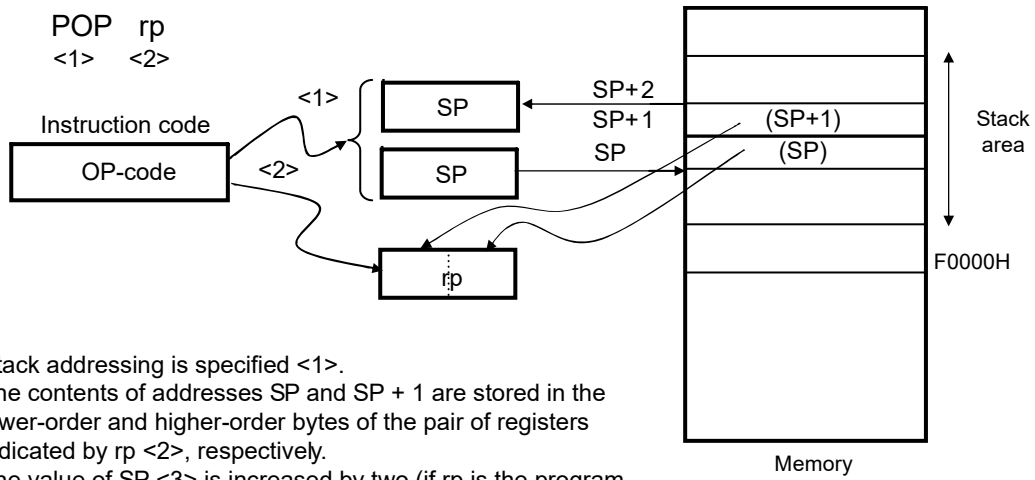 POP rp
<1> <2>
Instruction code
OP-code
<1>
<2>
SP
SP
rp
SP+2
SP+1
SP
(SP+1)
(SP)
Stack
area
F0000H
Memory
tack addressing is specified <1>.
he contents of addresses SP and SP + 1 are stored in the
wer-order and higher-order bytes of the pair of registers
dicated by rp <2>, respectively.
he value of SP <3> is increased by two (if rp is the program